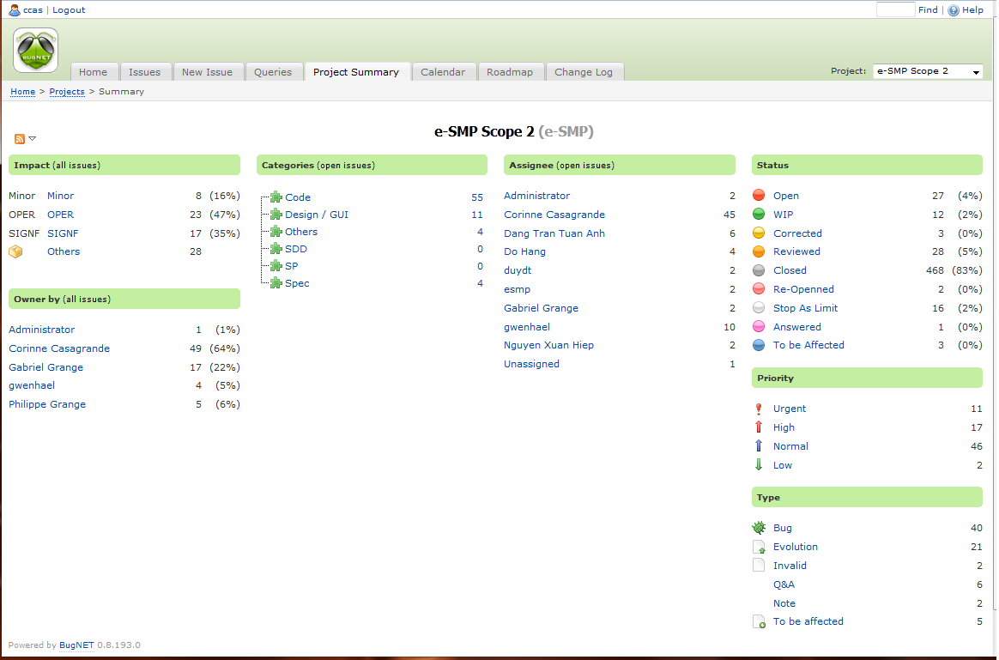 ccas | Logout Find | Help
BUGNET
Home Issues New Issue Queries Project Summary Calendar Roadmap Change Log Project: e-SMP Scope 2
Home > Projects > Summary
e-SMP Scope 2 (e-SMP)
Impact (all issues)
Minor Minor 8 (16%)
OPER OPER 23 (47%)
SIGNF SIGNF 17 (35%)
Others 28
Owner by (all issues)
Administrator 1 (1%)
Corinne Casagrande 49 (64%)
Gabriel Grange 17 (22%)
gwenhael 4 (5%)
Philippe Grange 5 (6%)
Categories (open issues)
Code 55
Design / GUI 11
Others 4
SDD 0
SP 0
Spec 4
Assignee (open issues)
Administrator 2
Corinne Casagrande 45
Dang Tran Tuan Anh 6
Do Hang 4
duydt 2
esmp 2
Gabriel Grange 2
gwenhael 10
Nguyen Xuan Hiep 2
Unassigned 1
Status
Open 27 (4%)
WIP 12 (2%)
Corrected 3 (0%)
Reviewed 28 (5%)
Closed 468 (83%)
Re-Openned 2 (0%)
Stop As Limit 16 (2%)
Answered 1 (0%)
To be Affected 3 (0%)
Priority
Urgent 11
High 17
Normal 46
Low 2
Type
Bug 40
Evolution 21
Invalid 2
Q&A 6
Note 2
To be affected 5
Powered by BugNET 0.8.193.0